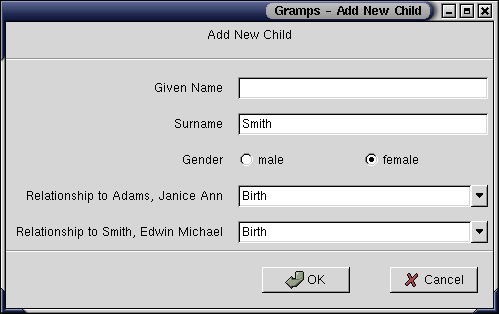 Gramps - Add New Child
Add New Child
Given Name
Surname Smith
Gender male female
Relationship to Adams, Janice Ann Birth
Relationship to Smith, Edwin Michael Birth
OK Cancel